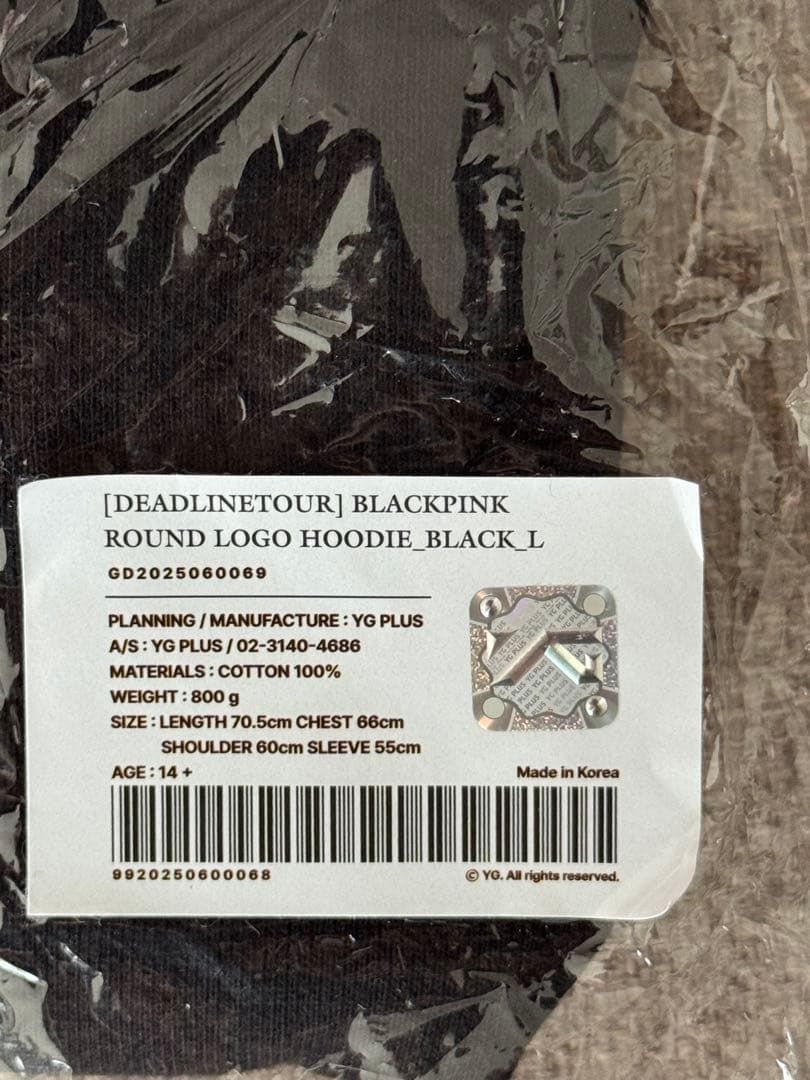 [DEADLINETOUR] BLACKPINK
ROUND LOGO HOODIE_BLACK_L
GD2025060069
PLANNING / MANUFACTURE : YG PLUS
A/S : YG PLUS / 02-3140-4686
MATERIALS : COTTON 100%
WEIGHT : 800 g
SIZE : LENGTH 70.5cm CHEST 66cm
SHOULDER 60cm SLEEVE 55cm
AGE : 14 +
Made in Korea
9920250600068
© YG. All rights reserved.